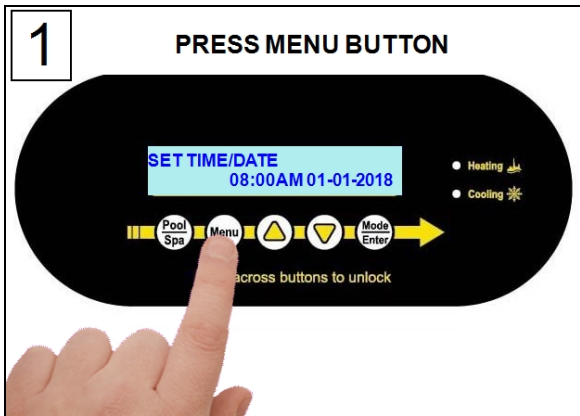 1
PRESS MENU BUTTON
SET TIME/DATE
08:00AM 01-01-2018
Heating
Cooling
Pool
Spa
Menu
Mode
Enter
across buttons to unlock